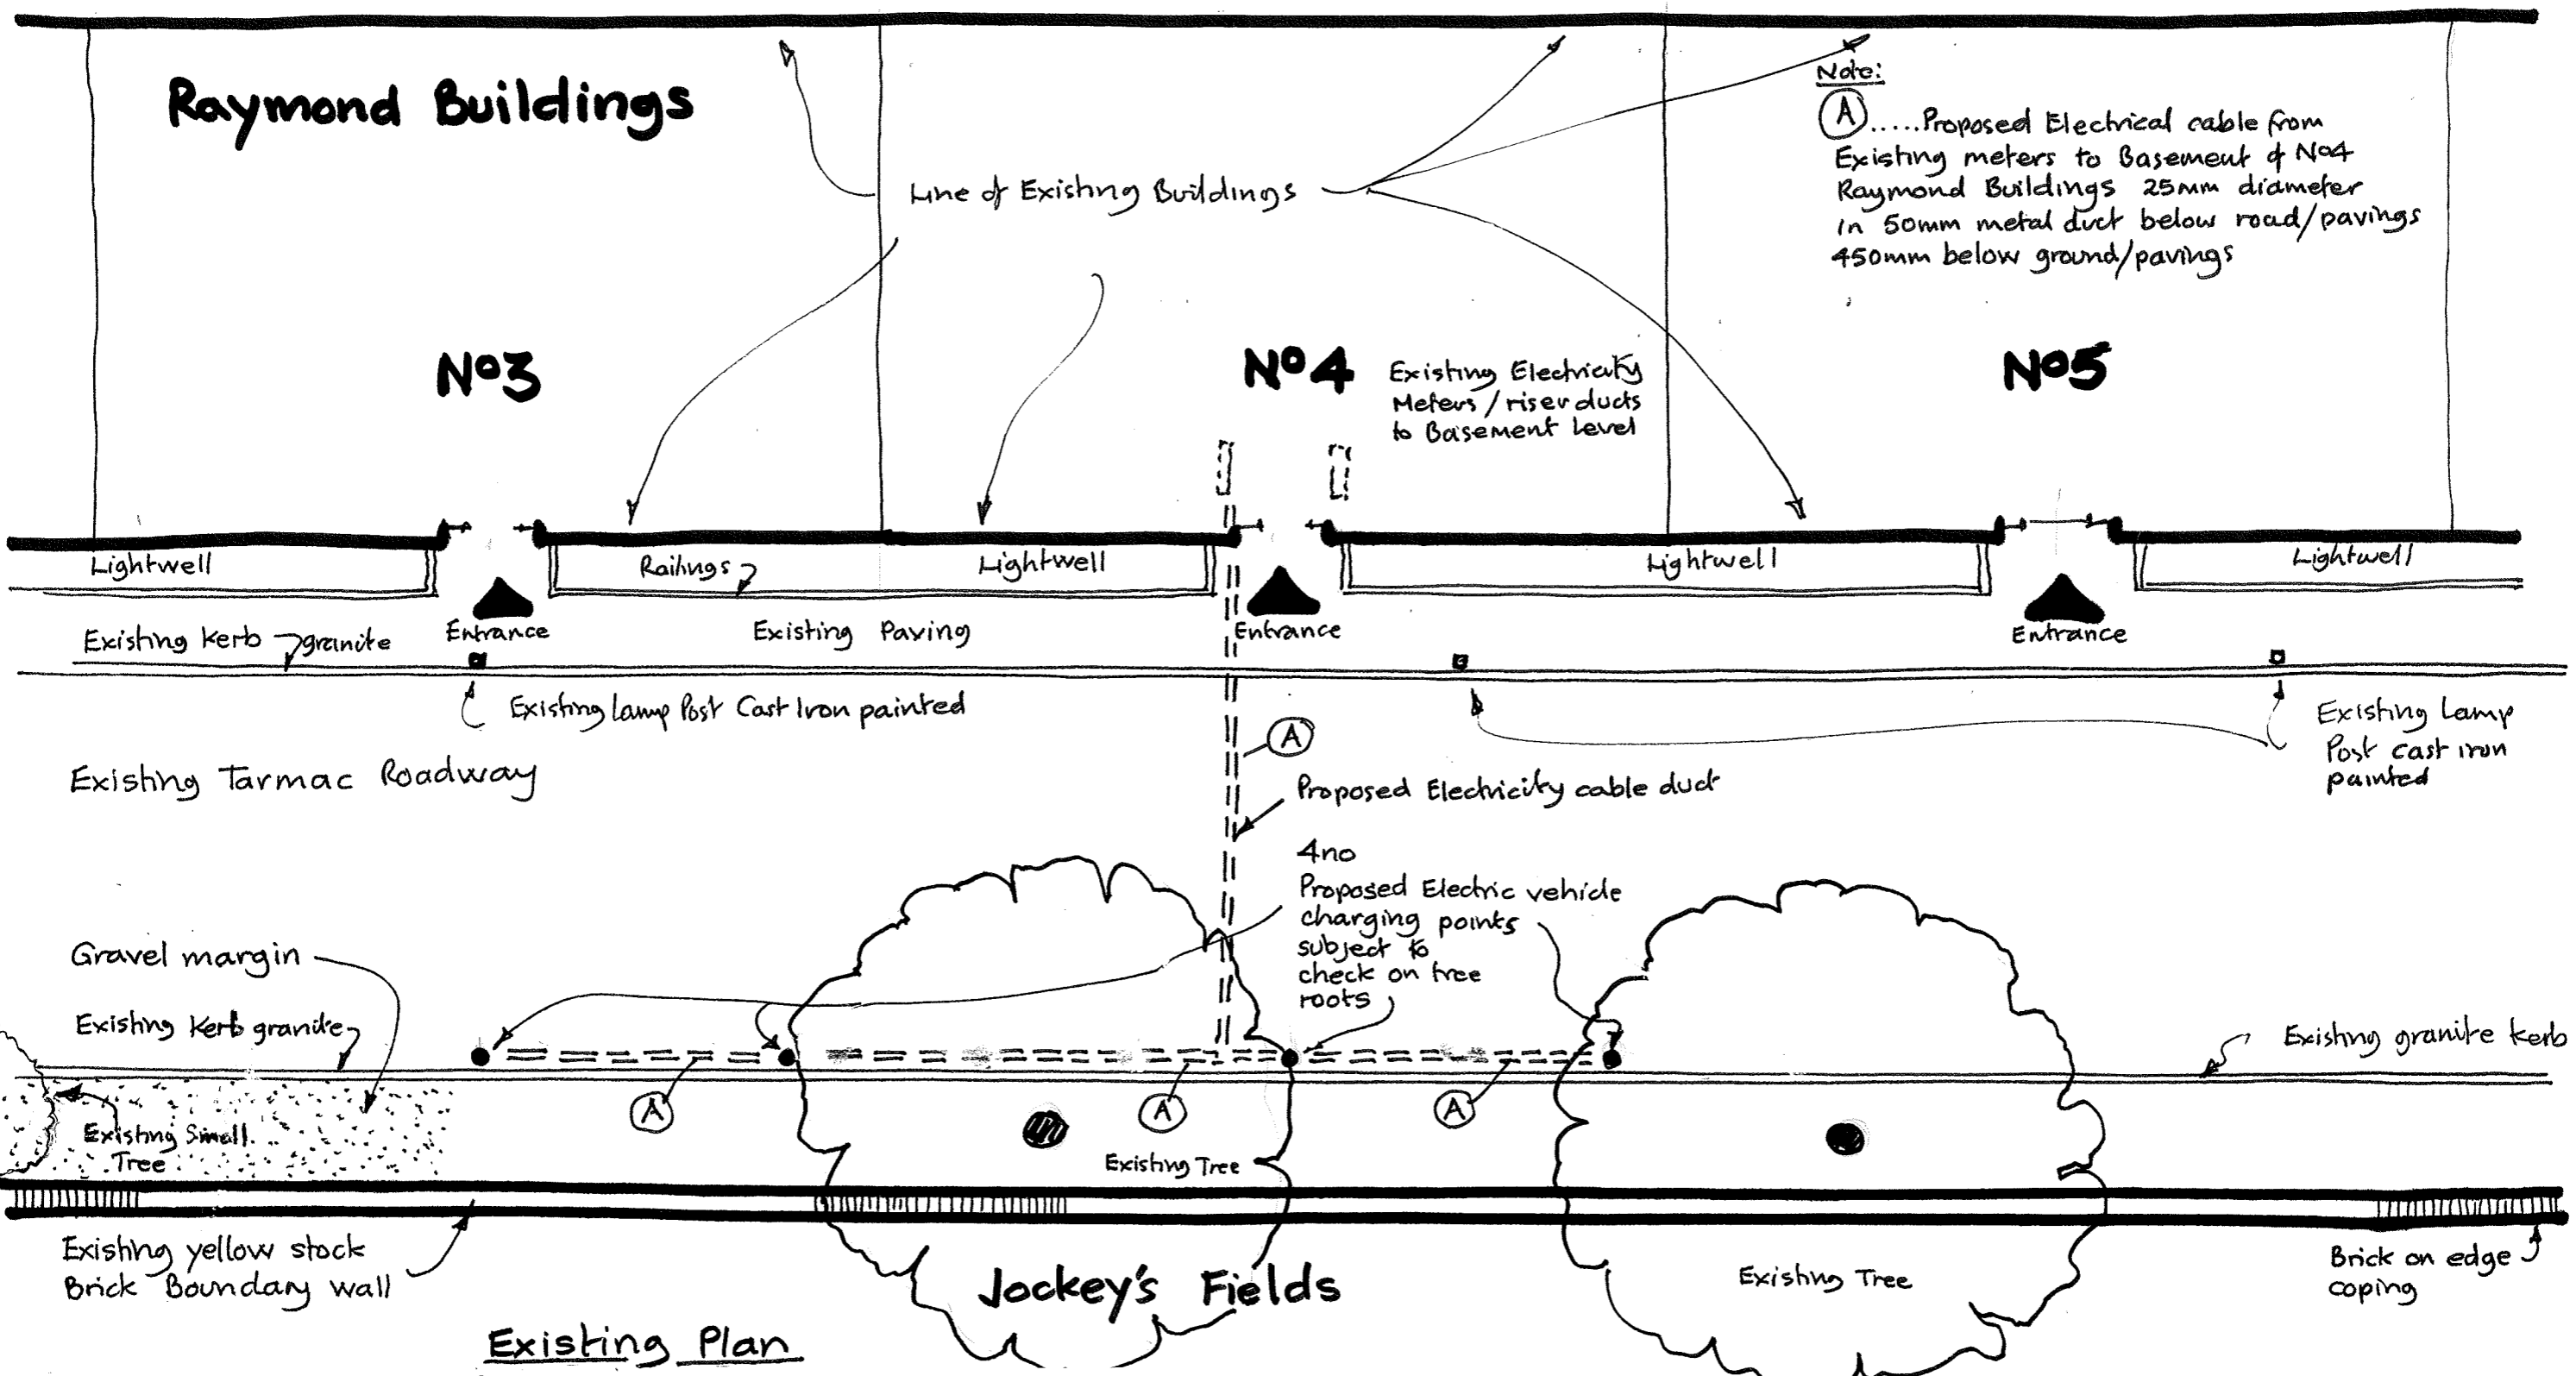 Raymond Buildings
Note:
A.....Proposed Electrical cable from
Existing meters to Basement of No4
Raymond Buildings 25mm diameter
in 50mm metal duct below road/pavings
450mm below ground/pavings
Line of Existing Buildings
No3
No4
No5
Existing Electricity
Meters / riser ducts
to Basement Level
Lightwell
Railings
Lightwell
Lightwell
Lightwell
Existing Kerb granite
Entrance
Existing Paving
Entrance
Entrance
Existing Lamp Post Cast Iron painted
Existing Lamp
Post cast iron
painted
Existing Tarmac Roadway
A
Proposed Electricity cable duct
4no
Proposed Electric vehicle
charging points
subject to
check on tree
roots
Gravel margin
Existing Kerb granite
Existing granite kerb
A
A
A
Existing Small
Tree
Existing Tree
Existing yellow stock
Brick Boundary wall
Jockey's Fields
Existing Tree
Brick on edge
coping
Existing Plan